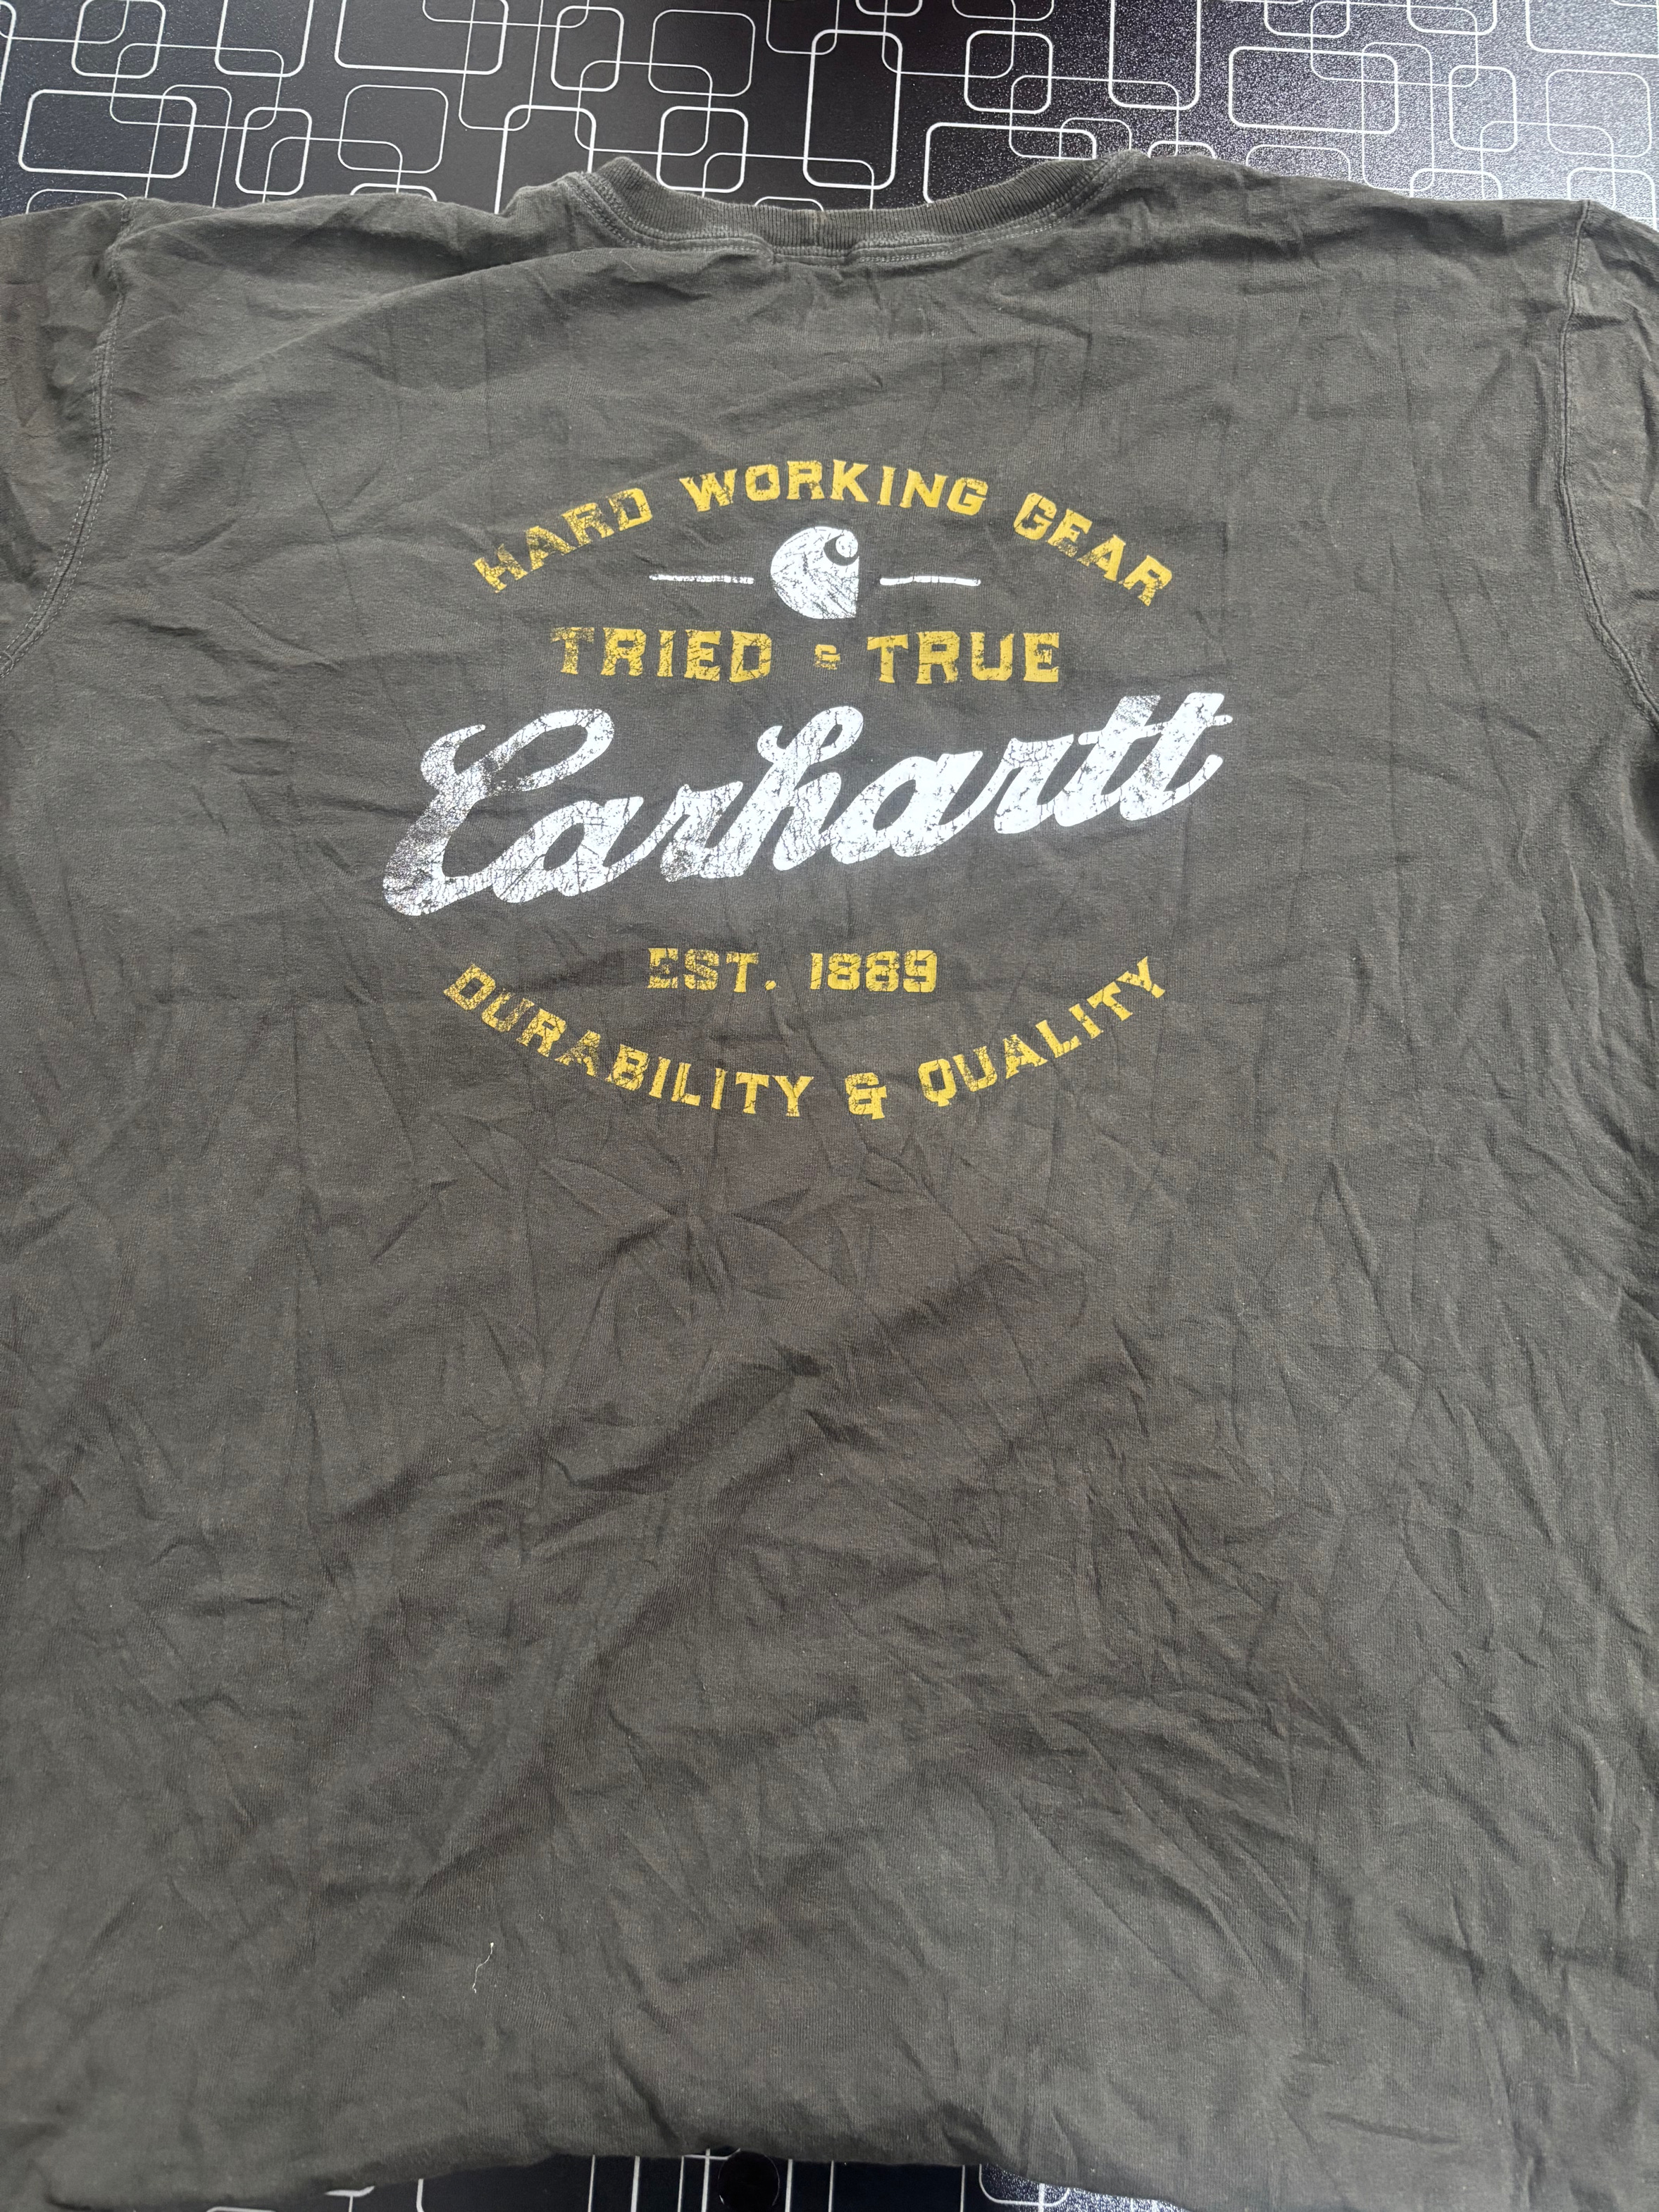 HARD WORKING GEAR
TRIED & TRUE
Carhartt
EST. 1889
DURABILITY & QUALITY